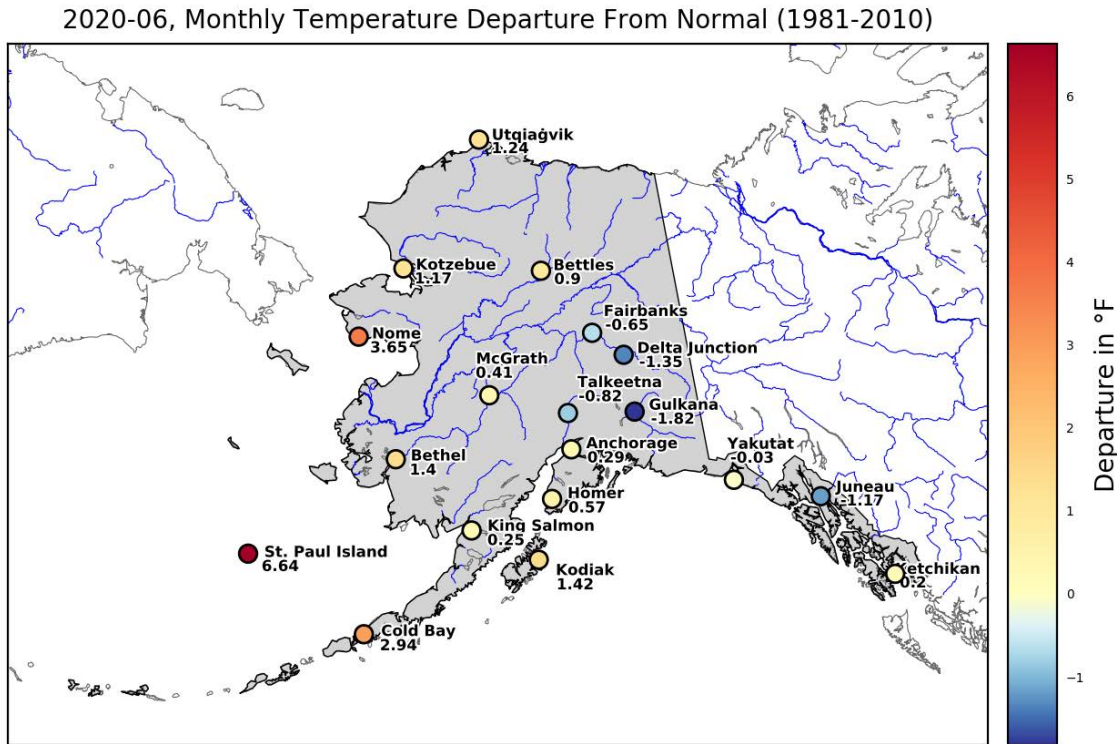 2020-06, Monthly Temperature Departure From Normal (1981-2010)
Utqiaġvik
1.24
Kotzebue
1.17
Bettles
0.9
Nome
3.65
Fairbanks
-0.65
McGrath
0.41
Delta Junction
-1.35
Talkeetna
-0.82
Gulkana
-1.82
Anchorage
0.29
Yakutat
-0.03
Bethel
1.4
Homer
0.57
Juneau
-1.17
King Salmon
0.25
St. Paul Island
6.64
Kodiak
1.42
Ketchikan
0.2
Cold Bay
2.94
6
5
4
3
2
1
0
−1
Departure in °F